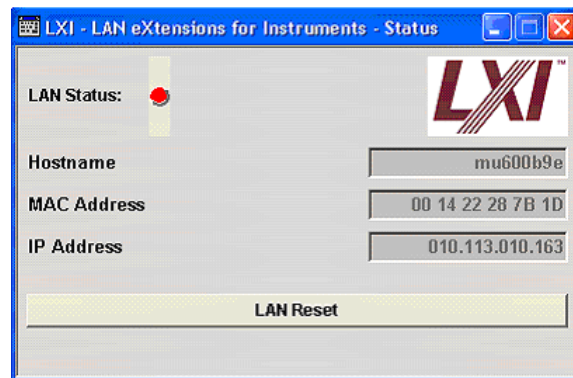 LXI - LAN eXtensions for Instruments - Status
LAN Status:
LXI™
Hostname mu600b9e
MAC Address 00 14 22 28 7B 1D
IP Address 010.113.010.163
LAN Reset